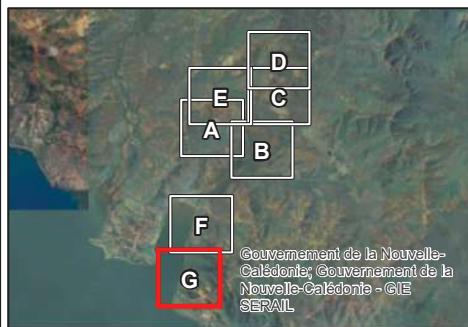 D
E
C
A
B
F
G
Gouvernement de la Nouvelle-
Calédonie; Gouvernement de la
Nouvelle-Calédonie - GIE
SERAIL